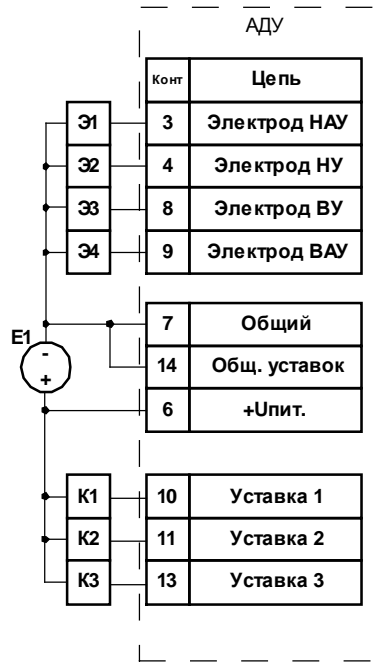 АДУ
Конт Цепь
Э1 3 Электрод НАУ
Э2 4 Электрод НУ
Э3 8 Электрод ВУ
Э4 9 Электрод ВАУ
7 Общий
E1
-
+
14 Общ. уставок
6 +Uпит.
К1 10 Уставка 1
К2 11 Уставка 2
К3 13 Уставка 3